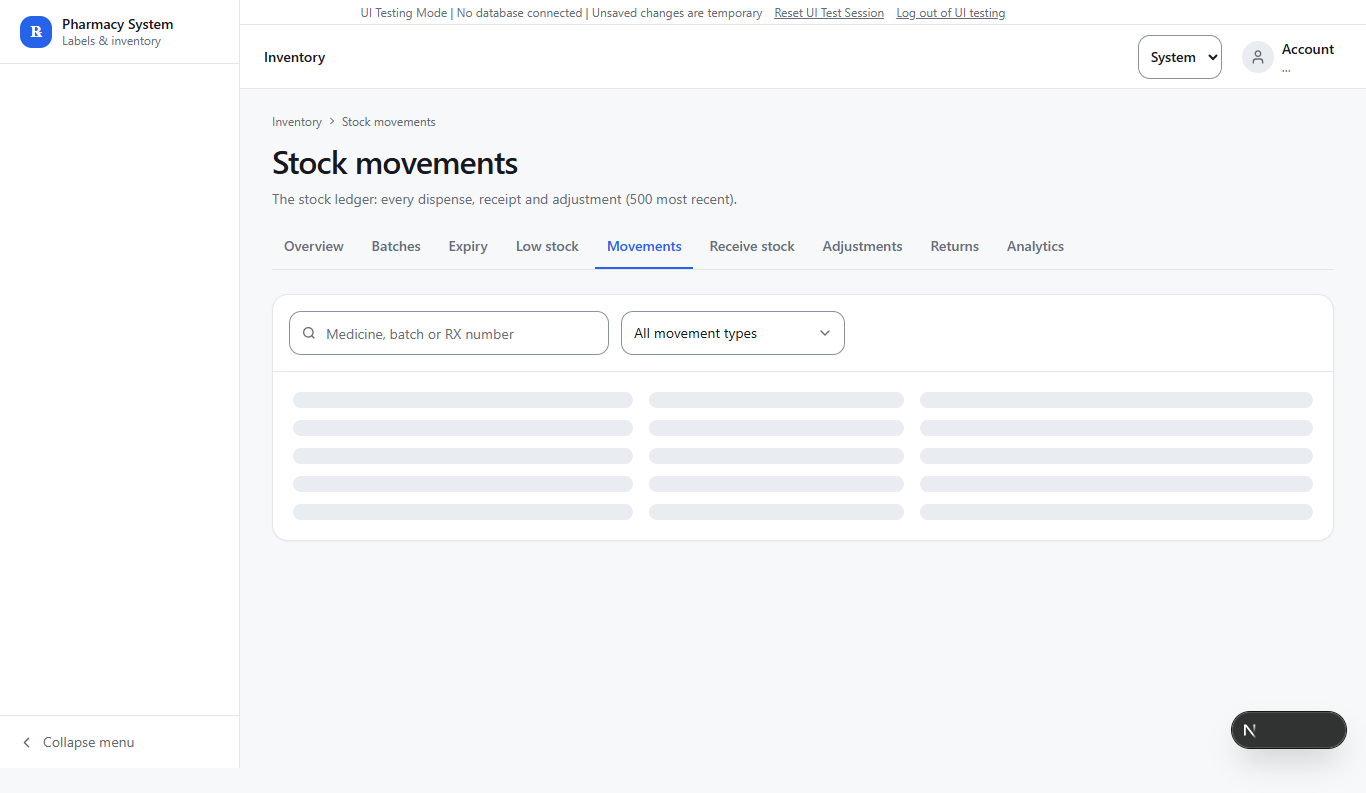 Pharmacy System
Labels & inventory
UI Testing Mode | No database connected | Unsaved changes are temporary Reset UI Test Session Log out of UI testing
Inventory
System
Account
...
Inventory > Stock movements
Stock movements
The stock ledger: every dispense, receipt and adjustment (500 most recent).
Overview Batches Expiry Low stock Movements Receive stock Adjustments Returns Analytics
Medicine, batch or RX number
All movement types
Collapse menu